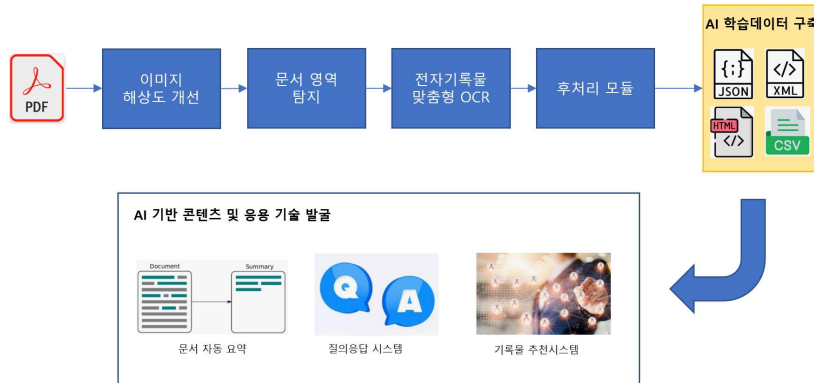 AI 학습데이터 구축
PDF
이미지
해상도 개선
문서 영역
탐지
전자기록물
맞춤형 OCR
후처리 모듈
{;}
JSON
</>
XML
HTML
</>
CSV
AI 기반 콘텐츠 및 응용 기술 발굴
Document
Summary
Q
A
문서 자동 요약
질의응답 시스템
기록물 추천시스템